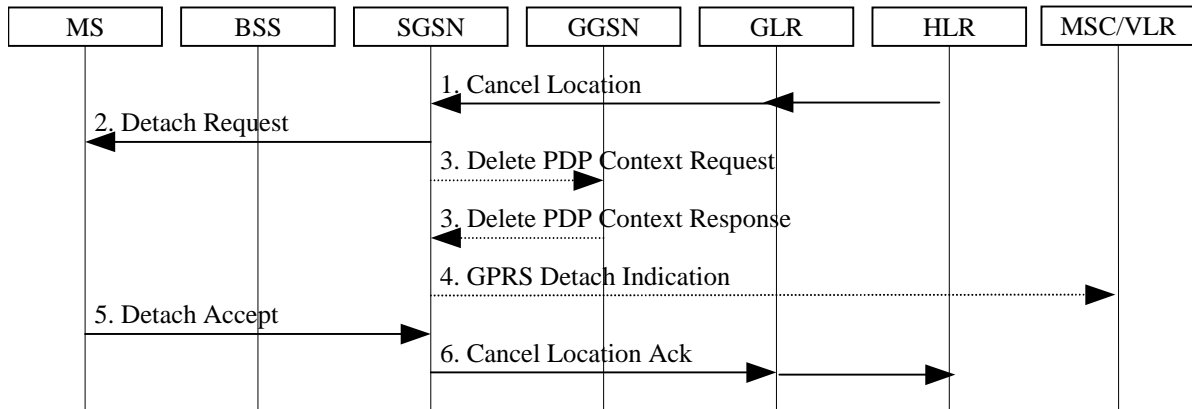 MS BSS SGSN GGSN GLR HLR MSC/VLR
1. Cancel Location
2. Detach Request
3. Delete PDP Context Request
3. Delete PDP Context Response
4. GPRS Detach Indication
5. Detach Accept
6. Cancel Location Ack